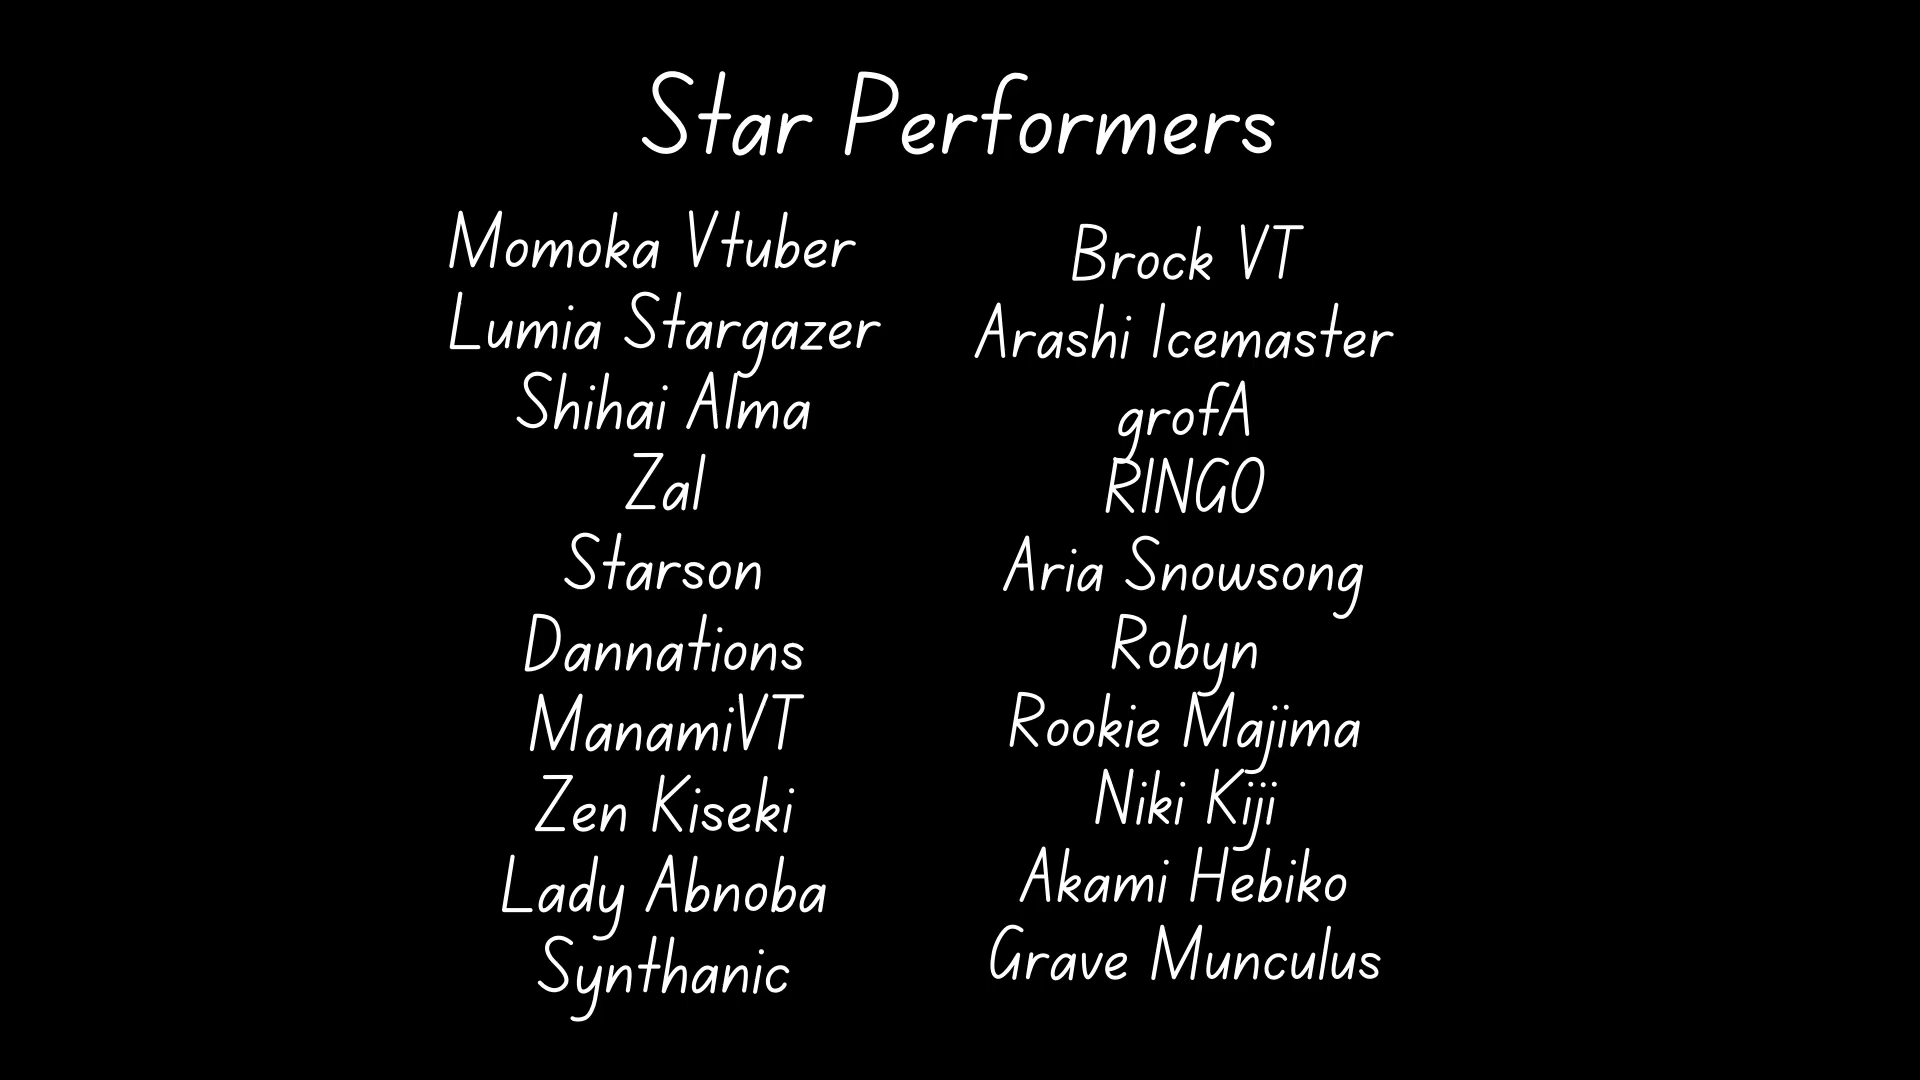 Star Performers
Momoka Vtuber
Lumia Stargazer
Shihai Alma
Zal
Starson
Dannations
ManamiVT
Zen Kiseki
Lady Abnoba
Synthanic
Brock VT
Arashi Icemaster
grofA
RINGO
Aria Snowsong
Robyn
Rookie Majima
Niki Kiji
Akami Hebiko
Grave Munculus